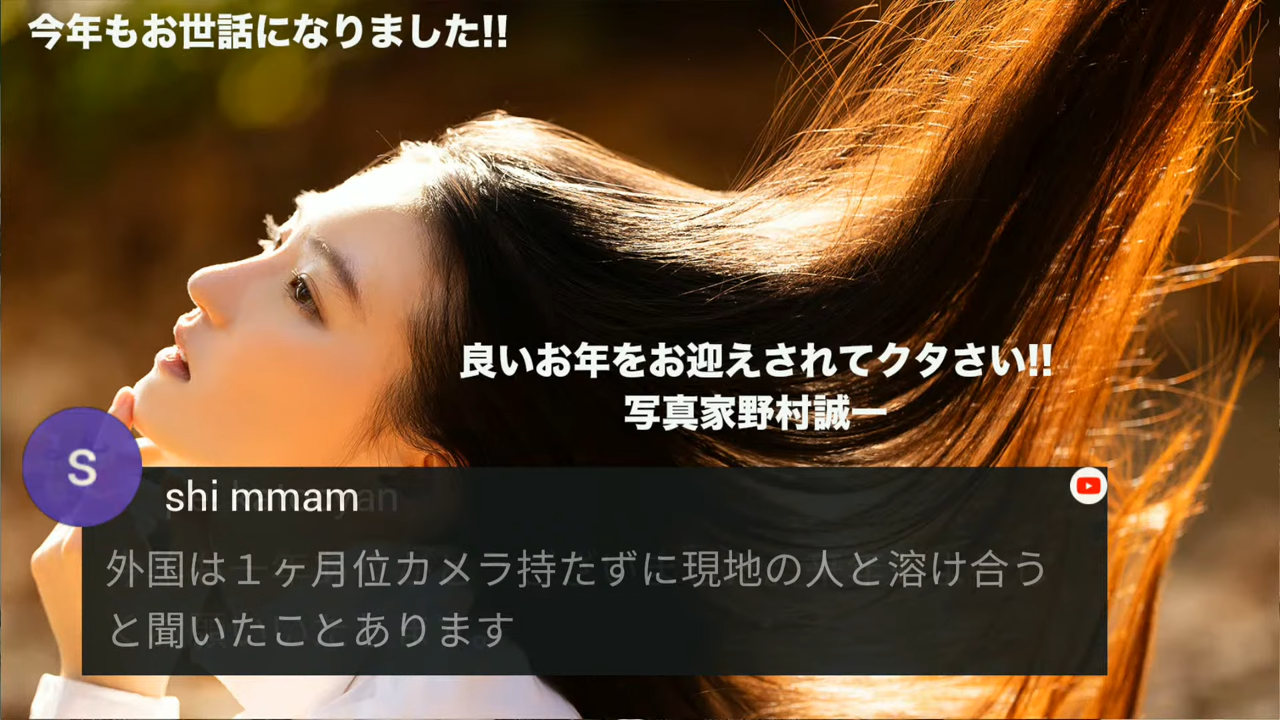 今年もお世話になりました!!
良いお年をお迎えされてクタさい!!
写真家野村誠一
S
shi mmam
外国は１ヶ月位カメラ持たずに現地の人と溶け合う
と聞いたことあります